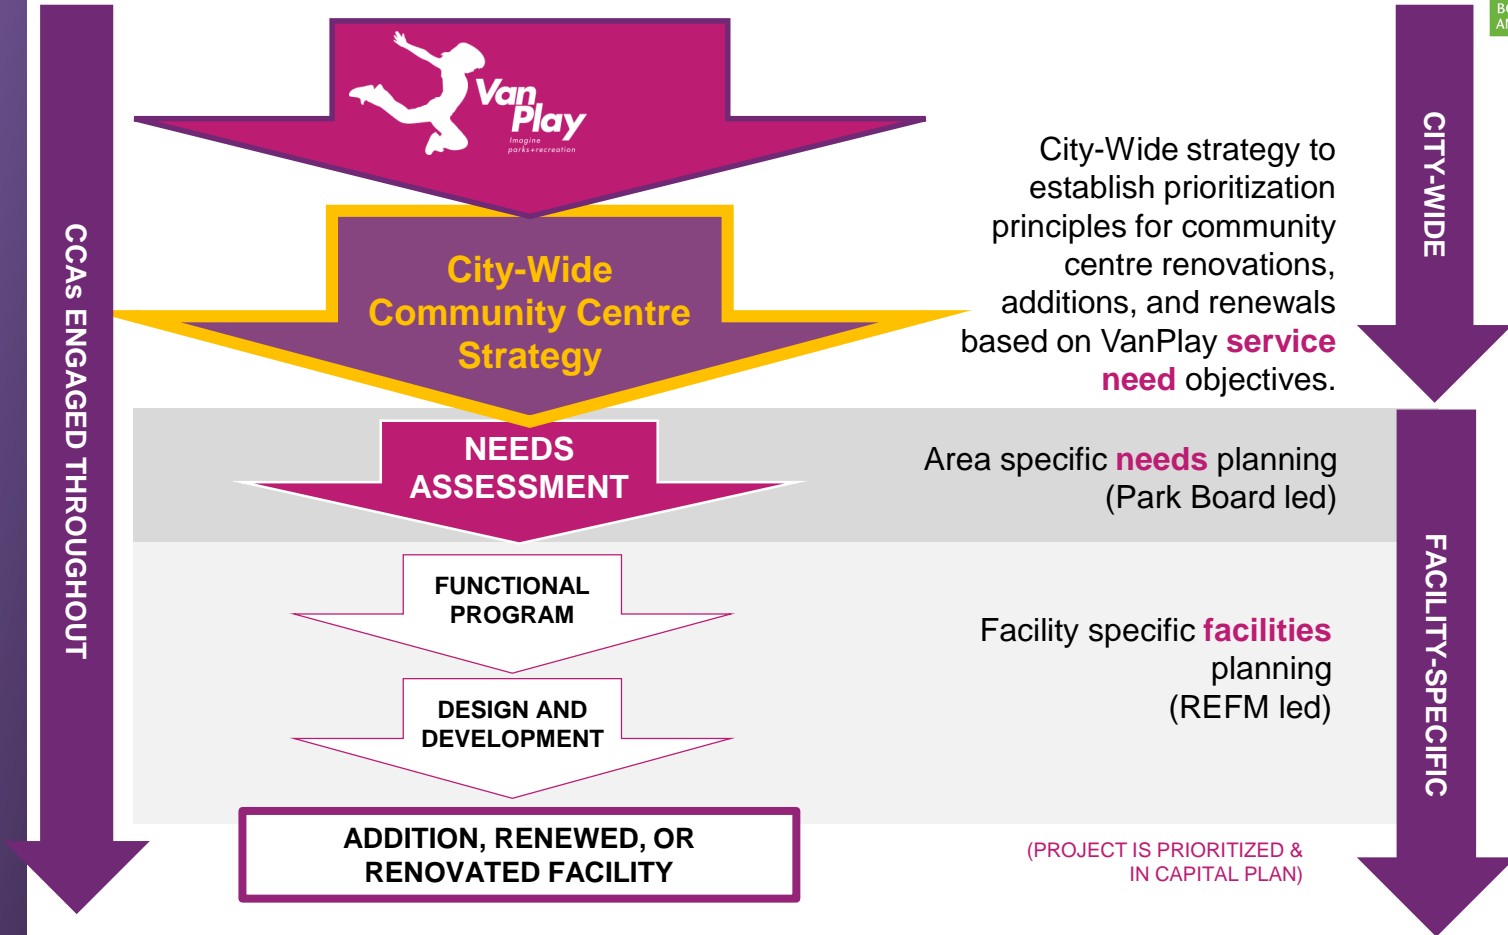 Van
Play
Imagine
parks+recreation
City-Wide
Community Centre
Strategy
City-Wide strategy to
establish prioritization
principles for community
centre renovations,
additions, and renewals
based on VanPlay service
need objectives.
CITY-WIDE
CCAs ENGAGED THROUGHOUT
NEEDS
ASSESSMENT
Area specific needs planning
(Park Board led)
FUNCTIONAL
PROGRAM
DESIGN AND
DEVELOPMENT
Facility specific facilities
planning
(REFM led)
FACILITY-SPECIFIC
ADDITION, RENEWED, OR
RENOVATED FACILITY
(PROJECT IS PRIORITIZED &
IN CAPITAL PLAN)